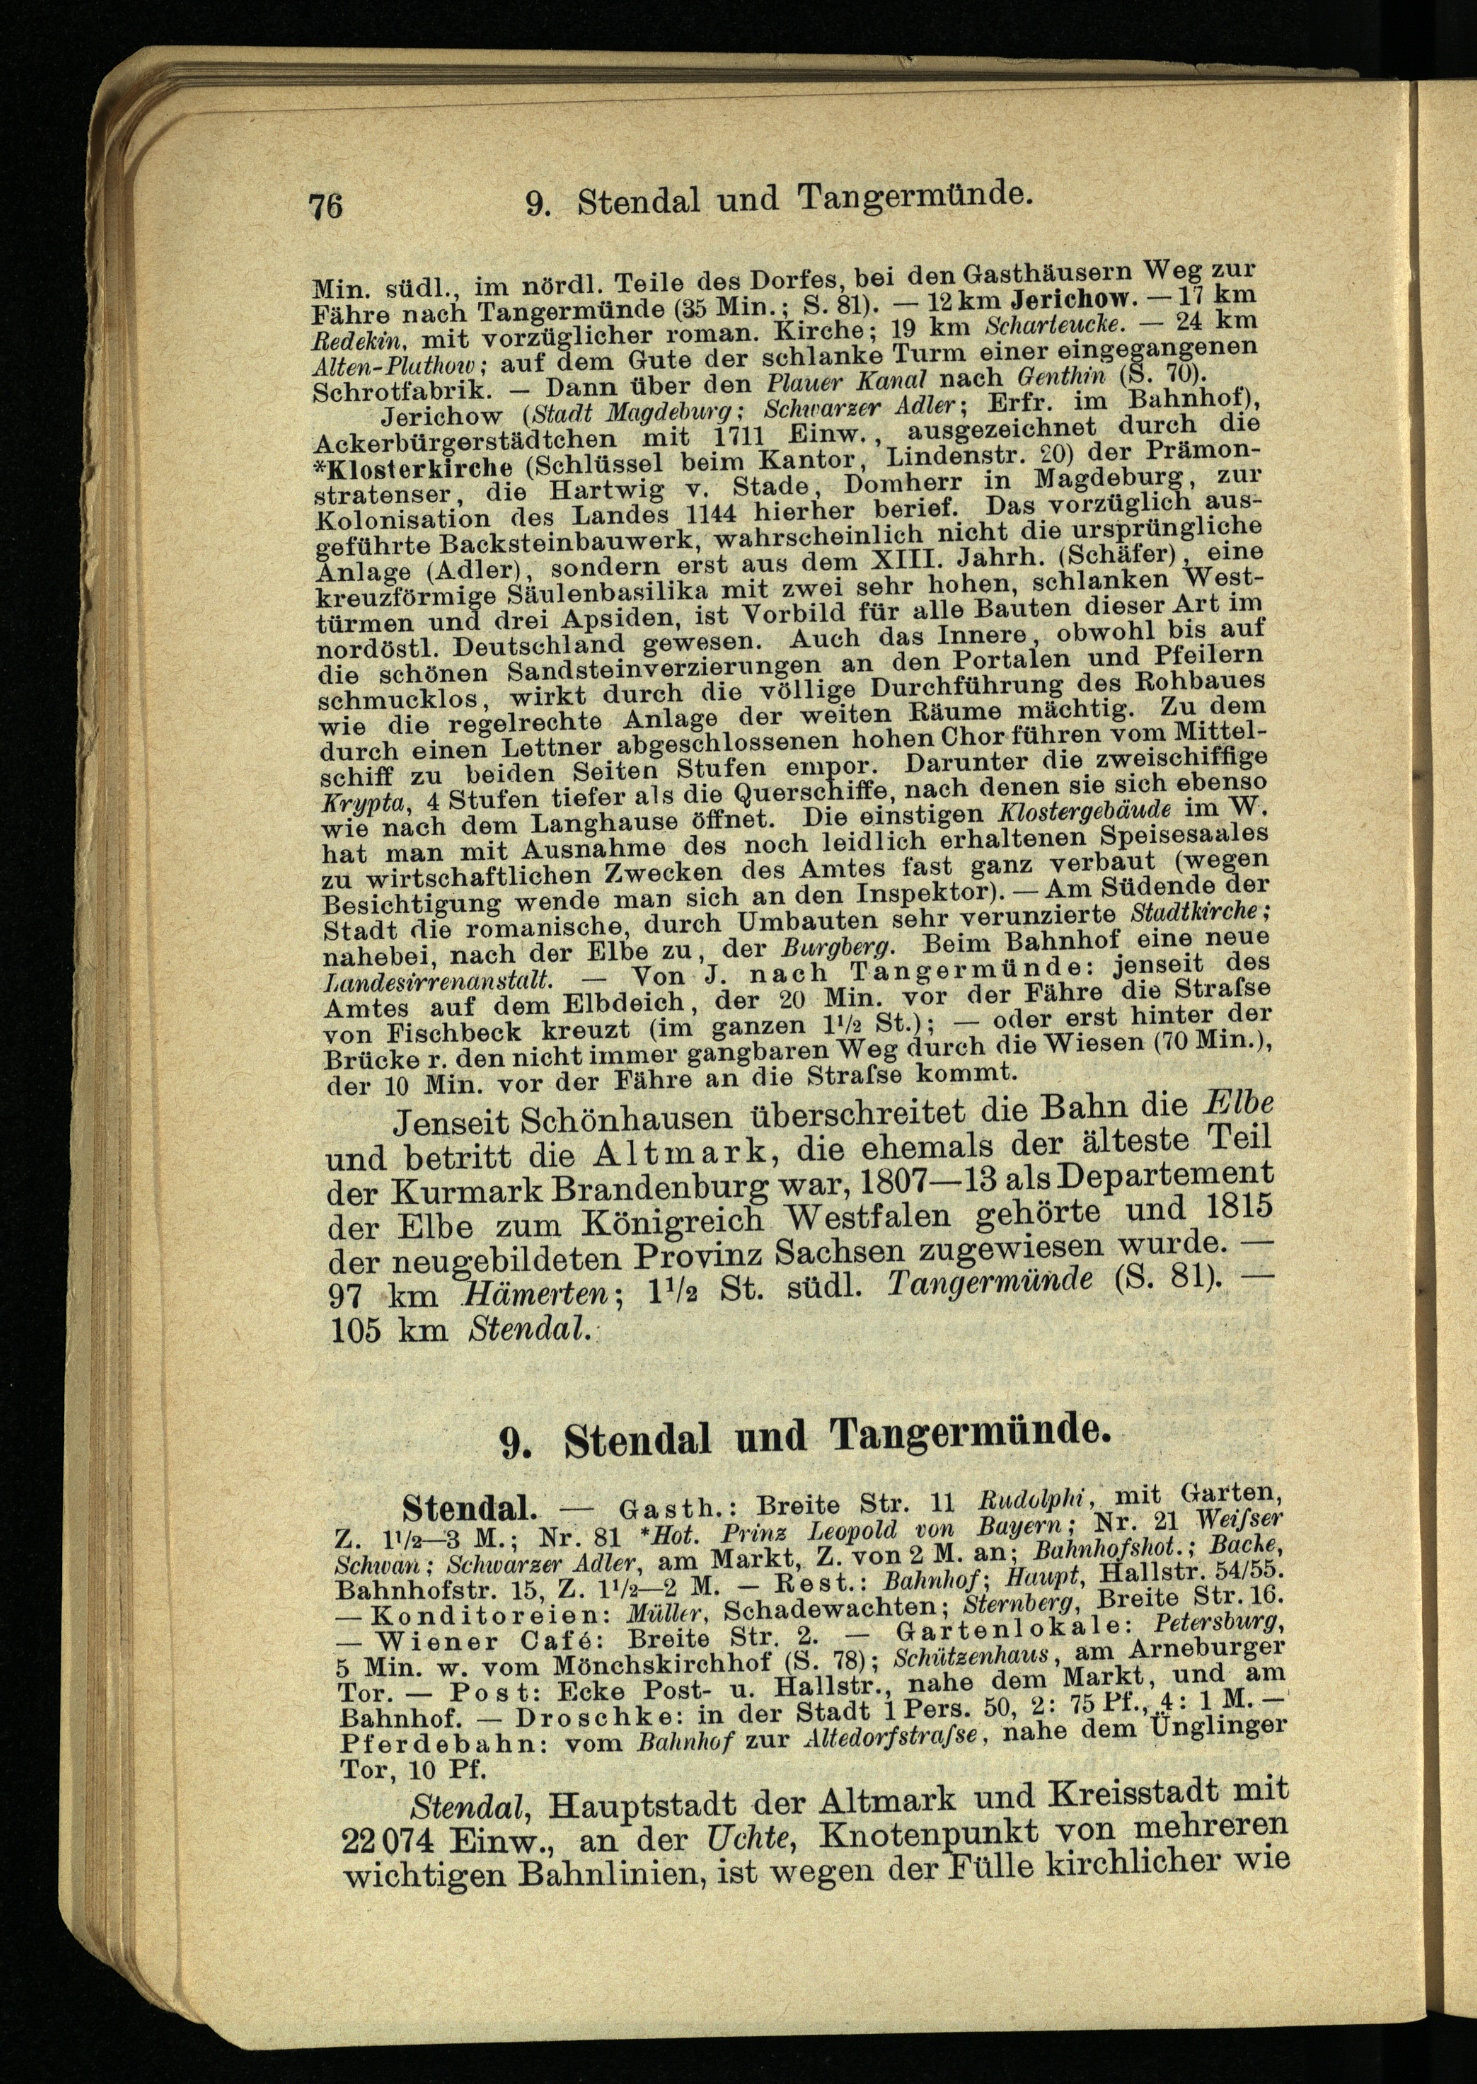 76 9. Stendal und Tangermünde.
Min. südl., im nördl. Teile des Dorfes, bei den Gasthäusern Weg zur
Fähre nach Tangermünde (35 Min.; S. 81). — 12 km Jerichow. — 17 km
Redekin, mit vorzüglicher roman. Kirche; 19 km Scharteucke. — 24 km
Alten-Plathow; auf dem Gute der schlanke Turm einer eingegangenen
Schrotfabrik. — Dann über den Plauer Kanal nach Genthin (S. 70).
Jerichow (Stadt Magdeburg; Schwarzer Adler; Erfr. im Bahnhof),
Ackerbürgerstädtchen mit 1711 Einw., ausgezeichnet durch die
*Klosterkirche (Schlüssel beim Kantor, Lindenstr. 20) der Prämon-
stratenser, die Hartwig v. Stade, Domherr in Magdeburg, zur
Kolonisation des Landes 1144 hierher berief. Das vorzüglich aus-
geführte Backsteinbauwerk, wahrscheinlich nicht die ursprüngliche
Anlage (Adler), sondern erst aus dem XIII. Jahrh. (Schäfer), eine
kreuzförmige Säulenbasilika mit zwei sehr hohen, schlanken West-
türmen und drei Apsiden, ist Vorbild für alle Bauten dieser Art im
nordöstl. Deutschland gewesen. Auch das Innere, obwohl bis auf
die schönen Sandsteinverzierungen an den Portalen und Pfeilern
schmucklos, wirkt durch die völlige Durchführung des Rohbaues
wie die regelrechte Anlage der weiten Räume mächtig. Zu dem
durch einen Lettner abgeschlossenen hohen Chor führen vom Mittel-
schiff zu beiden Seiten Stufen empor. Darunter die zweischiffige
Krypta, 4 Stufen tiefer als die Querschiffe, nach denen sie sich ebenso
wie nach dem Langhause öffnet. Die einstigen Klostergebäude im W.
hat man mit Ausnahme des noch leidlich erhaltenen Speisesaales
zu wirtschaftlichen Zwecken des Amtes fast ganz verbaut (wegen
Besichtigung wende man sich an den Inspektor). — Am Südende der
Stadt die romanische, durch Umbauten sehr verunzierte Stadtkirche;
nahebei, nach der Elbe zu, der Burgberg. Beim Bahnhof eine neue
Landesirrenanstalt. — Von J. nach Tangermünde: jenseit des
Amtes auf dem Elbdeich, der 20 Min. vor der Fähre die Straſse
von Fischbeck kreuzt (im ganzen 1½ St.); — oder erst hinter der
Brücke r. den nicht immer gangbaren Weg durch die Wiesen (70 Min.),
der 10 Min. vor der Fähre an die Straſse kommt.
Jenseit Schönhausen überschreitet die Bahn die Elbe
und betritt die Altmark, die ehemals der älteste Teil
der Kurmark Brandenburg war, 1807—13 als Departement
der Elbe zum Königreich Westfalen gehörte und 1815
der neugebildeten Provinz Sachsen zugewiesen wurde. —
97 km Hämerten; 1½ St. südl. Tangermünde (S. 81). —
105 km Stendal.
9. Stendal und Tangermünde.
Stendal. — Gasth.: Breite Str. 11 Rudolphi, mit Garten,
Z. 1½—3 M.; Nr. 81 *Hot. Prinz Leopold von Bayern; Nr. 21 Weiſser
Schwan; Schwarzer Adler, am Markt, Z. von 2 M. an; Bahnhofshot.; Backe,
Bahnhofstr. 15, Z. 1½—2 M. — Rest.: Bahnhof; Haupt, Hallstr. 54/55.
— Konditoreien: Müller, Schadewachten; Sternberg, Breite Str. 16.
— Wiener Café: Breite Str. 2. — Gartenlokale: Petersburg,
5 Min. w. vom Mönchskirchhof (S. 78); Schützenhaus, am Arneburger
Tor. — Post: Ecke Post- u. Hallstr., nahe dem Markt, und am
Bahnhof. — Droschke: in der Stadt 1 Pers. 50, 2: 75 Pf., 4: 1 M. —
Pferdebahn: vom Bahnhof zur Altedorfstraſse, nahe dem Ünglinger
Tor, 10 Pf.
Stendal, Hauptstadt der Altmark und Kreisstadt mit
22 074 Einw., an der Uchte, Knotenpunkt von mehreren
wichtigen Bahnlinien, ist wegen der Fülle kirchlicher wie